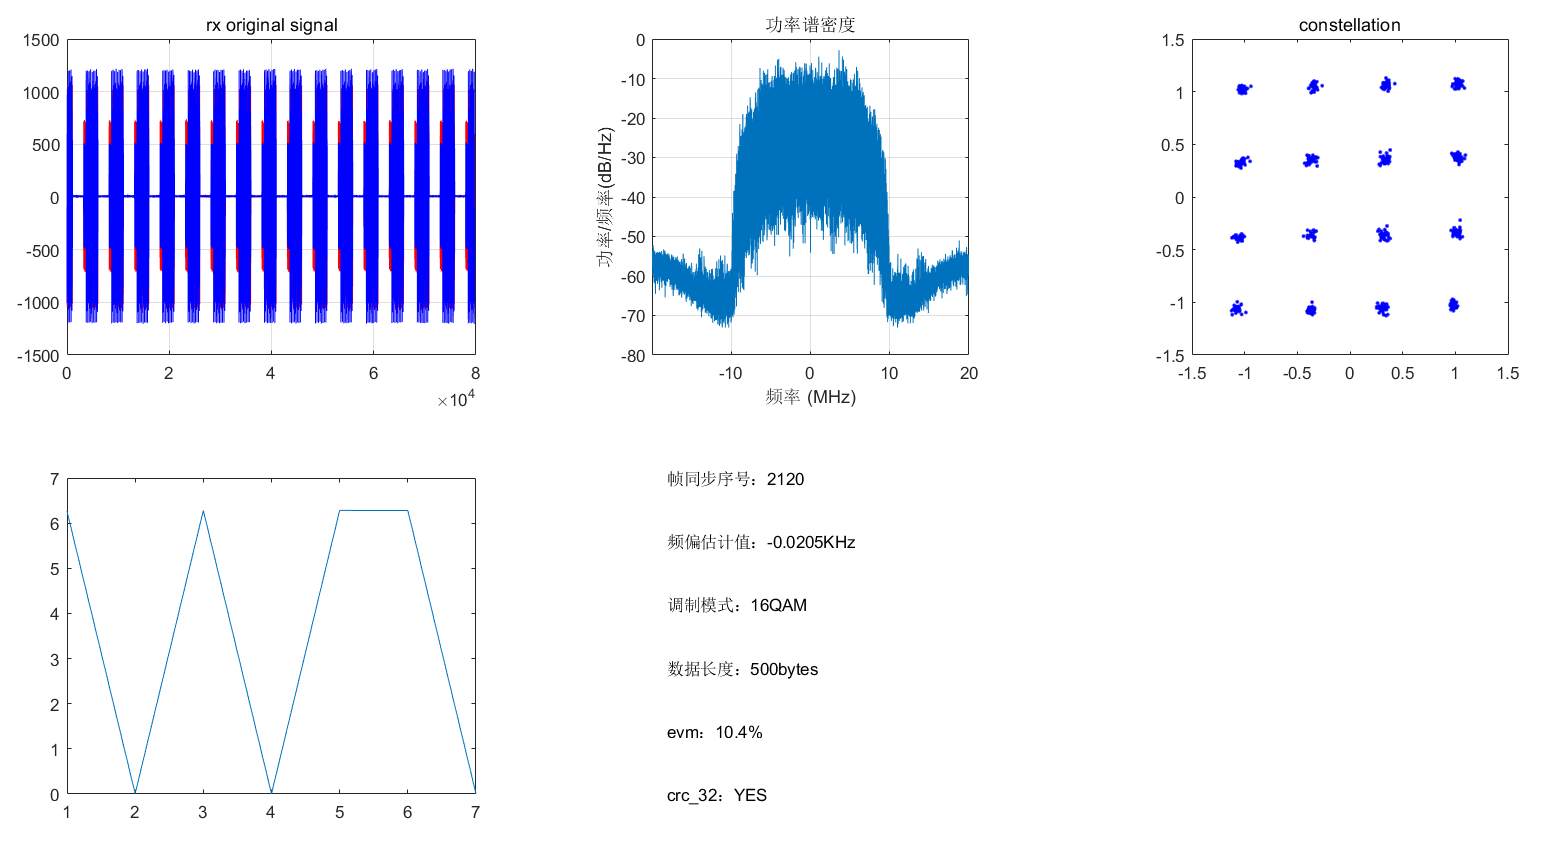 rx original signal
1500
1000
500
0
-500
-1000
-1500
0 2 4 6 8
×10^4
功率谱密度
功率/频率(dB/Hz)
0
-10
-20
-30
-40
-50
-60
-70
-80
-10 0 10 20
频率 (MHz)
constellation
1.5
1
0.5
0
-0.5
-1
-1.5
-1.5 -1 -0.5 0 0.5 1 1.5
7
6
5
4
3
2
1
0
1 2 3 4 5 6 7
帧同步序号：2120
频偏估计值：-0.0205KHz
调制模式：16QAM
数据长度：500bytes
evm：10.4%
crc_32：YES